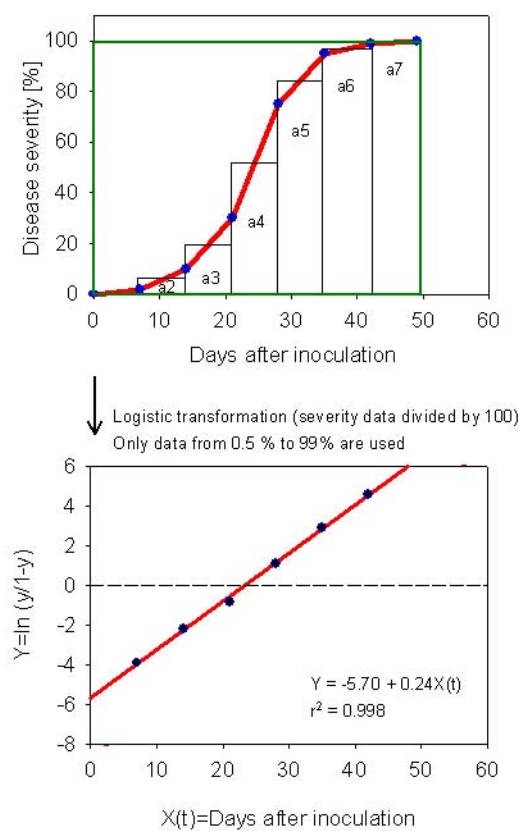 100
80
60
40
20
0
Disease severity [%]
a2
a3
a4
a5
a6
a7
0 10 20 30 40 50 60
Days after inoculation
Logistic transformation (severity data divided by 100)
Only data from 0.5 % to 99% are used
6
4
2
0
-2
-4
-6
-8
Y=ln (y/1-y)
Y = -5.70 + 0.24X(t)
r² = 0.998
0 10 20 30 40 50 60
X(t)=Days after inoculation